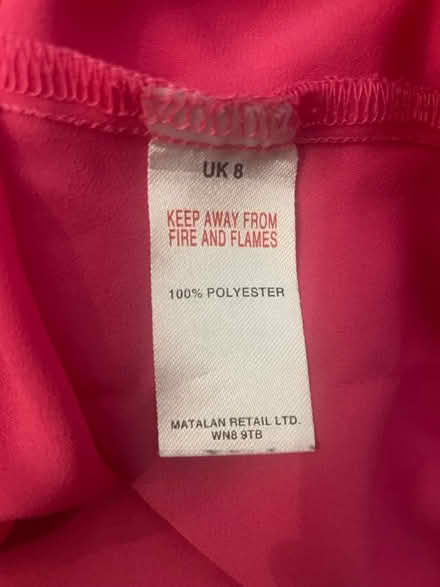 UK 8
KEEP AWAY FROM
FIRE AND FLAMES
100% POLYESTER
MATALAN RETAIL LTD.
WN8 9TB